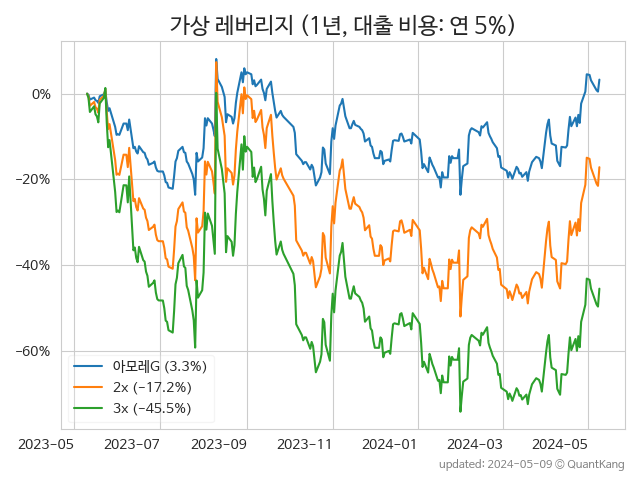 가상 레버리지 (1년, 대출 비용: 연 5%)
0%
−20%
−40%
−60%
아모레G (3.3%)
2x (−17.2%)
3x (−45.5%)
2023-05
2023-07
2023-09
2023-11
2024-01
2024-03
2024-05
updated: 2024-05-09 © QuantKang